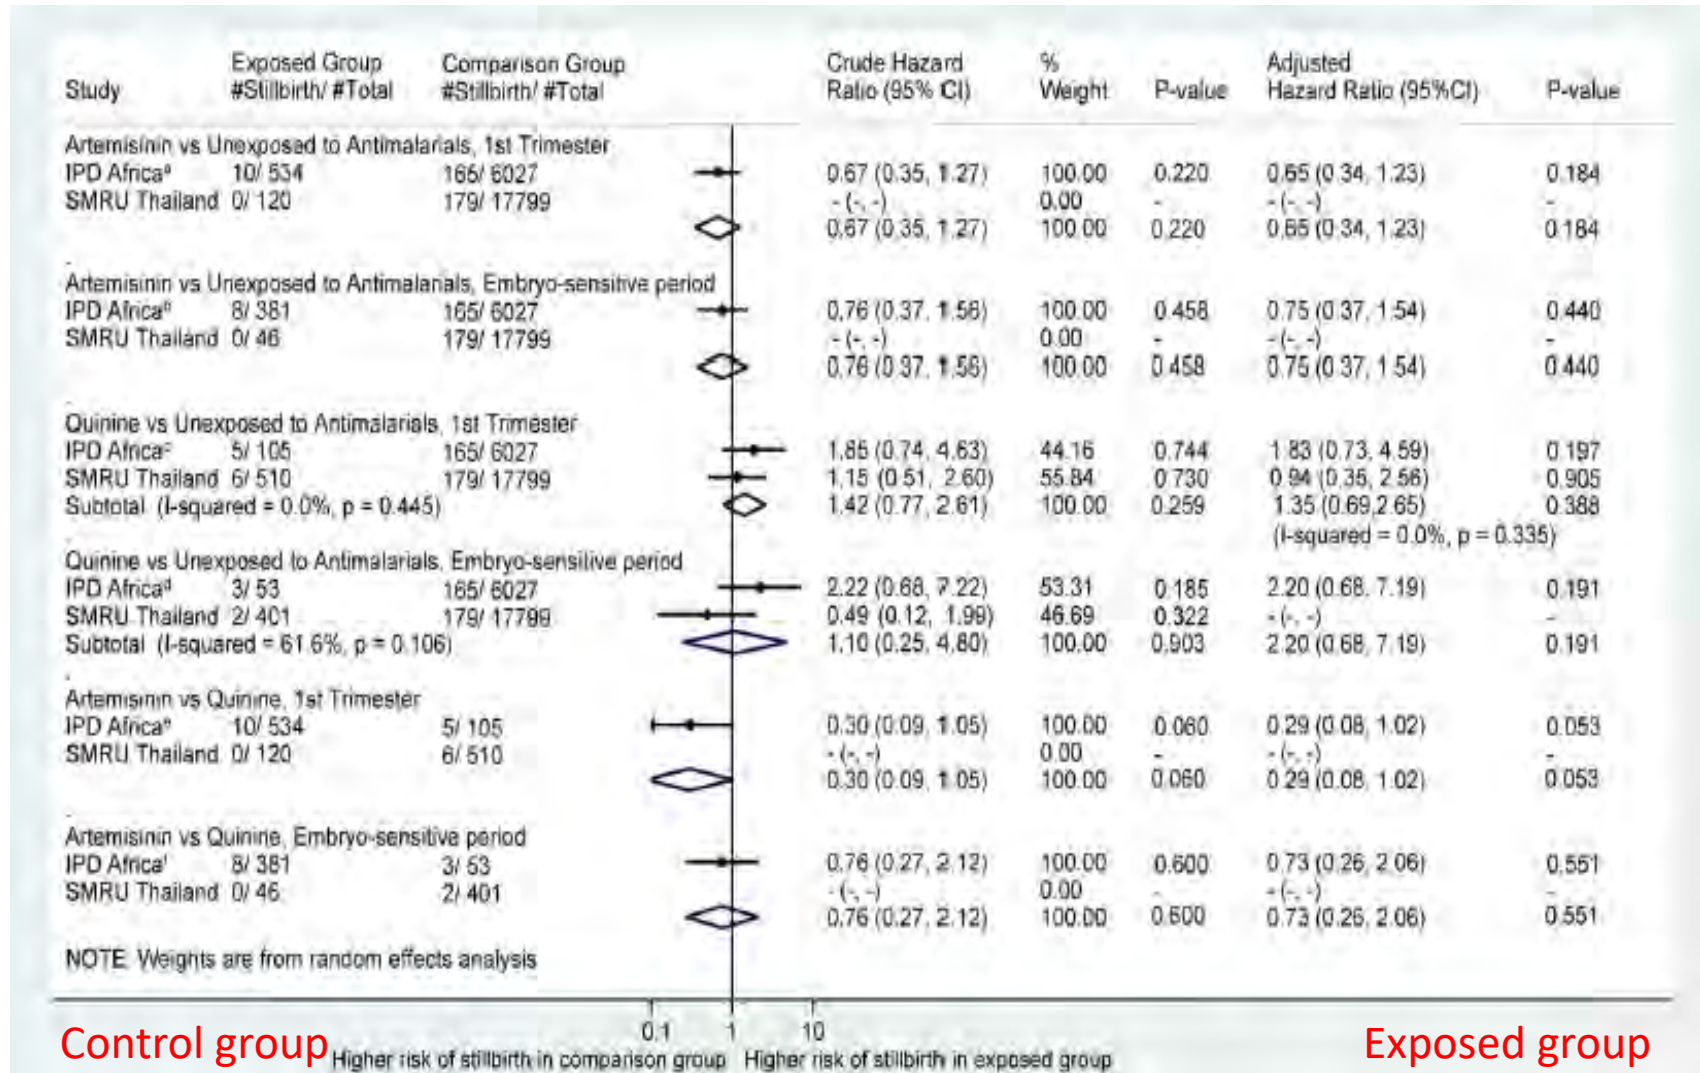 Study Exposed Group #Stillbirth/ #Total Comparison Group #Stillbirth/ #Total Crude Hazard Ratio (95% CI) % Weight P-value Adjusted Hazard Ratio (95%CI) P-value
Artemisinin vs Unexposed to Antimalarials, 1st Trimester
IPD Africaᵃ 10/ 534 165/ 6027 0.67 (0.35, 1.27) 100.00 0.220 0.65 (0.34, 1.23) 0.184
SMRU Thailand 0/ 120 179/ 17799 - (-, -) 0.00 - - (-, -) -
0.67 (0.35, 1.27) 100.00 0.220 0.65 (0.34, 1.23) 0.184
Artemisinin vs Unexposed to Antimalarials, Embryo-sensitive period
IPD Africa 8/ 381 165/ 6027 0.76 (0.37, 1.56) 100.00 0.458 0.75 (0.37, 1.54) 0.440
SMRU Thailand 0/ 46 179/ 17799 - (-, -) 0.00 - - (-, -) -
0.76 (0.37, 1.56) 100.00 0.458 0.75 (0.37, 1.54) 0.440
Quinine vs Unexposed to Antimalarials, 1st Trimester
IPD Africa 5/ 105 165/ 6027 1.85 (0.74, 4.63) 44.16 0.744 1.83 (0.73, 4.59) 0.197
SMRU Thailand 6/ 510 179/ 17799 1.15 (0.51, 2.60) 55.84 0.730 0.94 (0.35, 2.56) 0.905
Subtotal (I-squared = 0.0%, p = 0.445) 1.42 (0.77, 2.61) 100.00 0.259 1.35 (0.69,2.65) 0.388
(I-squared = 0.0%, p = 0.335)
Quinine vs Unexposed to Antimalarials, Embryo-sensitive period
IPD Africaᵈ 3/ 53 165/ 6027 2.22 (0.68, 7.22) 53.31 0.185 2.20 (0.68, 7.19) 0.191
SMRU Thailand 2/ 401 179/ 17799 0.49 (0.12, 1.99) 46.69 0.322 - (-, -) -
Subtotal (I-squared = 61.6%, p = 0.106) 1.10 (0.25, 4.80) 100.00 0.903 2.20 (0.68, 7.19) 0.191
Artemisinin vs Quinine, 1st Trimester
IPD Africaᵉ 10/ 534 5/ 105 0.30 (0.09, 1.05) 100.00 0.060 0.29 (0.08, 1.02) 0.053
SMRU Thailand 0/ 120 6/ 510 - (-, -) 0.00 - - (-, -) -
0.30 (0.09, 1.05) 100.00 0.060 0.29 (0.08, 1.02) 0.053
Artemisinin vs Quinine, Embryo-sensitive period
IPD Africa 8/ 381 3/ 53 0.76 (0.27, 2.12) 100.00 0.600 0.73 (0.26, 2.06) 0.551
SMRU Thailand 0/ 46 2/ 401 - (-, -) 0.00 - - (-, -) -
0.76 (0.27, 2.12) 100.00 0.600 0.73 (0.26, 2.06) 0.551
NOTE: Weights are from random effects analysis
0.1 1 10
Control group Higher risk of stillbirth in comparison group Higher risk of stillbirth in exposed group Exposed group